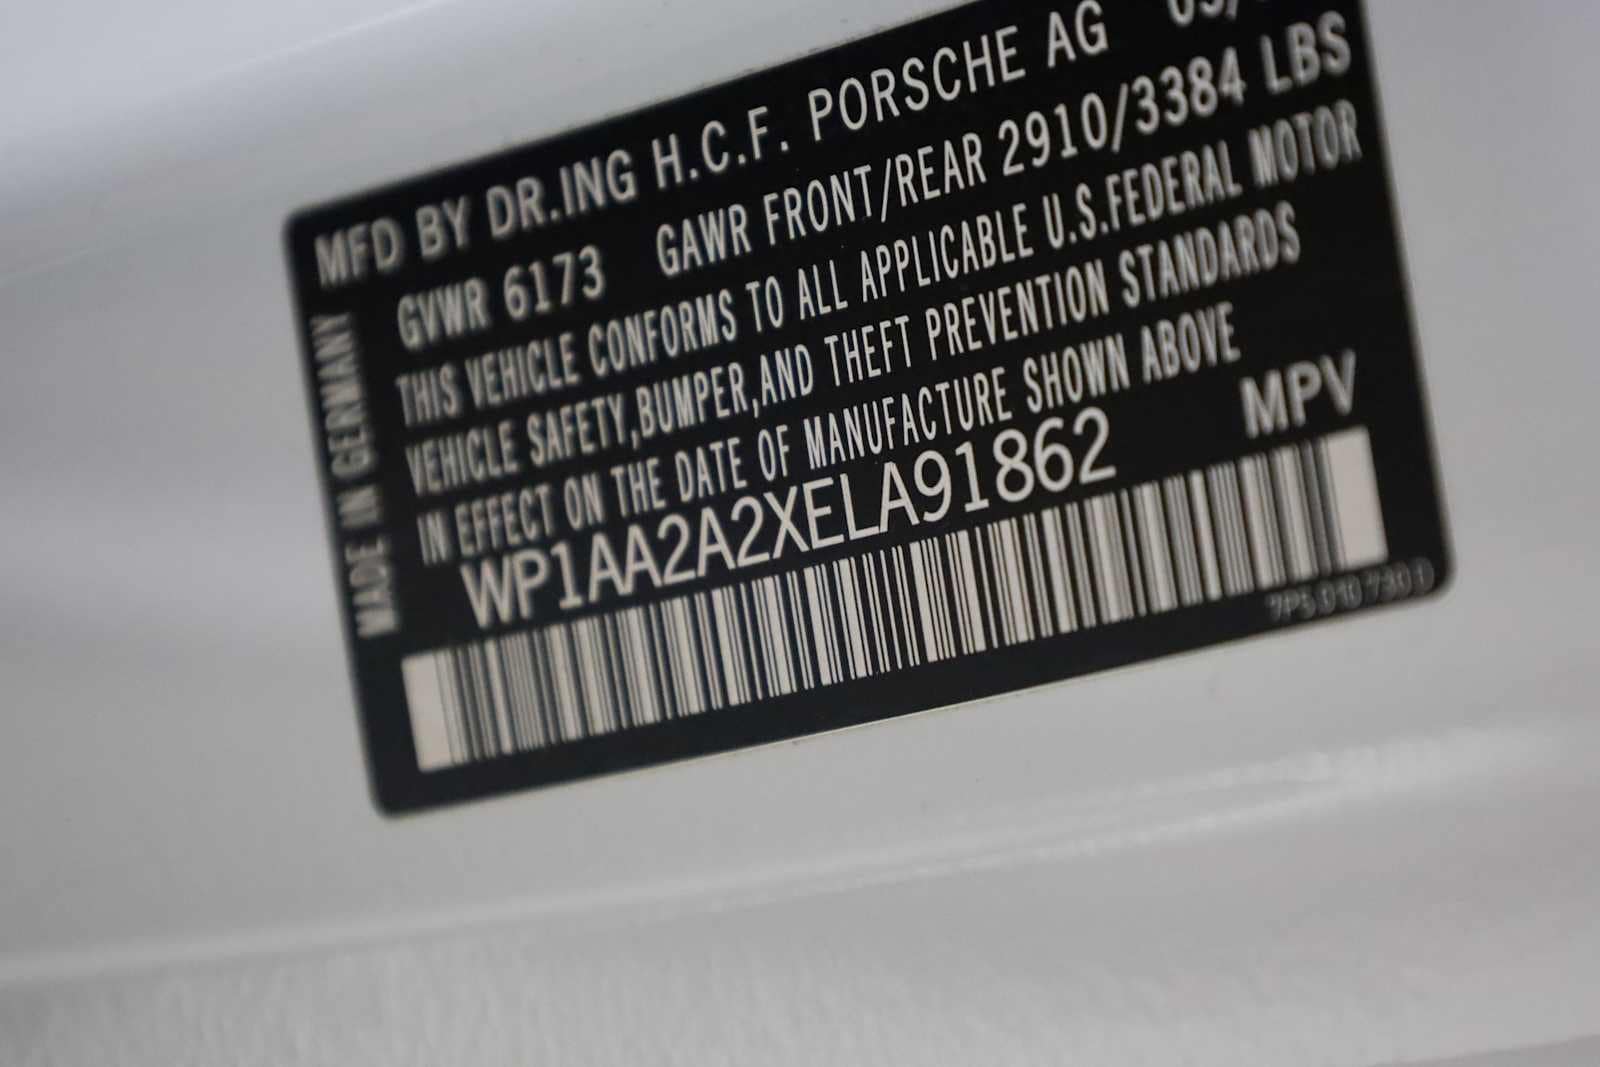 MFD BY DR.ING H.C.F. PORSCHE AG
GVWR 6173 GAWR FRONT/REAR 2910/3384 LBS
THIS VEHICLE CONFORMS TO ALL APPLICABLE U.S.FEDERAL MOTOR
VEHICLE SAFETY,BUMPER,AND THEFT PREVENTION STANDARDS
IN EFFECT ON THE DATE OF MANUFACTURE SHOWN ABOVE
WP1AA2A2XELA91862 MPV
MADE IN GERMANY